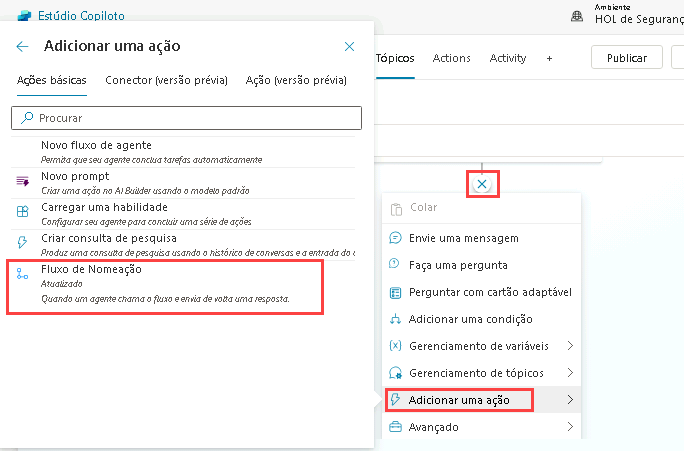 Estúdio Copiloto
Ambiente
HOL de Seguranç
Adicionar uma ação
Ações básicas
Conector (versão prévia)
Ação (versão prévia)
Procurar
Novo fluxo de agente
Permita que seu agente conclua tarefas automaticamente
Novo prompt
Criar uma ação no AI Builder usando o modelo padrão
Carregar uma habilidade
Configurar seu agente para concluir uma série de ações
Criar consulta de pesquisa
Produz uma consulta de pesquisa usando o histórico de conversas e a entrada do u
Fluxo de Nomeação
Atualizado
Quando um agente chama o fluxo e envia de volta uma resposta.
Tópicos
Actions
Activity
+
Publicar
Colar
Envie uma mensagem
Faça uma pergunta
Perguntar com cartão adaptável
Adicionar uma condição
Gerenciamento de variáveis
Gerenciamento de tópicos
Adicionar uma ação
Avançado